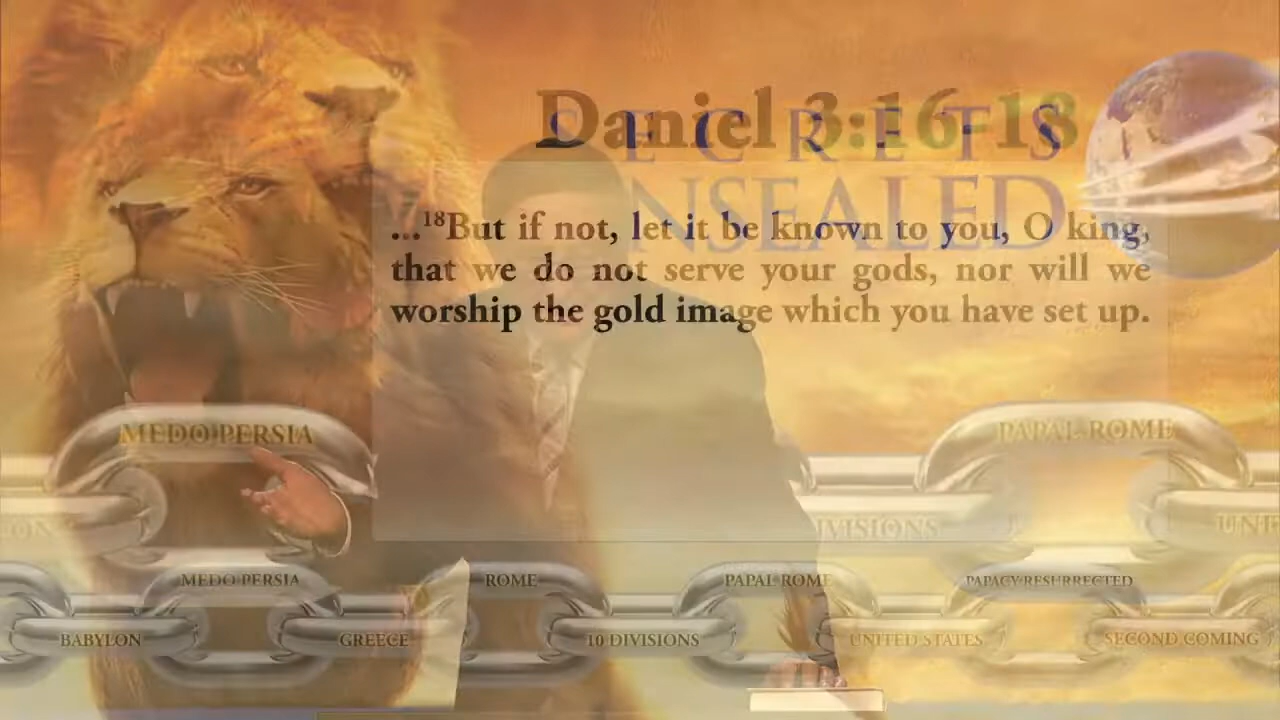 Daniel 3:16-18
SECRETS
UNSEALED
...¹⁸But if not, let it be known to you, O king,
that we do not serve your gods, nor will we
worship the gold image which you have set up.
MEDO PERSIA
PAPAL ROME
IVISIONS
MEDO PERSIA
ROME
PAPAL ROME
PAPACY RESURRECTED
BABYLON
GREECE
10 DIVISIONS
UNITED STATES
SECOND COMING